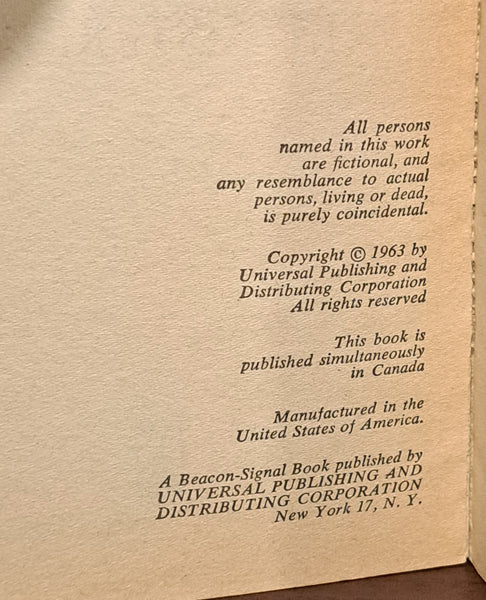 All persons
named in this work
are fictional, and
any resemblance to actual
persons, living or dead,
is purely coincidental.
Copyright © 1963 by
Universal Publishing and
Distributing Corporation
All rights reserved
This book is
published simultaneously
in Canada
Manufactured in the
United States of America.
A Beacon-Signal Book published by
UNIVERSAL PUBLISHING AND
DISTRIBUTING CORPORATION
New York 17, N. Y.